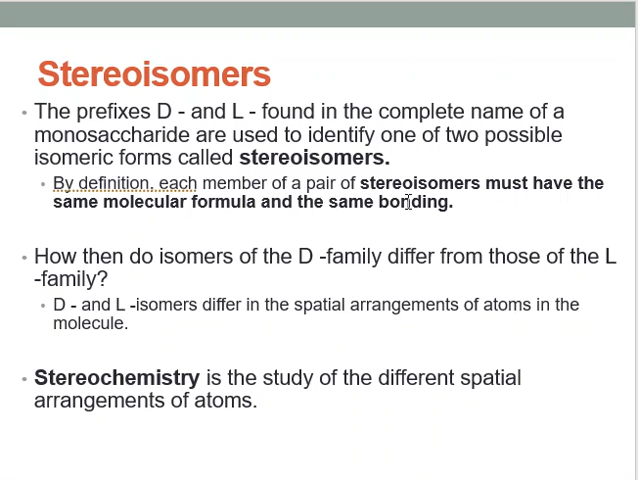 Stereoisomers
• The prefixes D - and L - found in the complete name of a
monosaccharide are used to identify one of two possible
isomeric forms called stereoisomers.
• By definition, each member of a pair of stereoisomers must have the
same molecular formula and the same bonding.
• How then do isomers of the D -family differ from those of the L
-family?
• D - and L -isomers differ in the spatial arrangements of atoms in the
molecule.
• Stereochemistry is the study of the different spatial
arrangements of atoms.